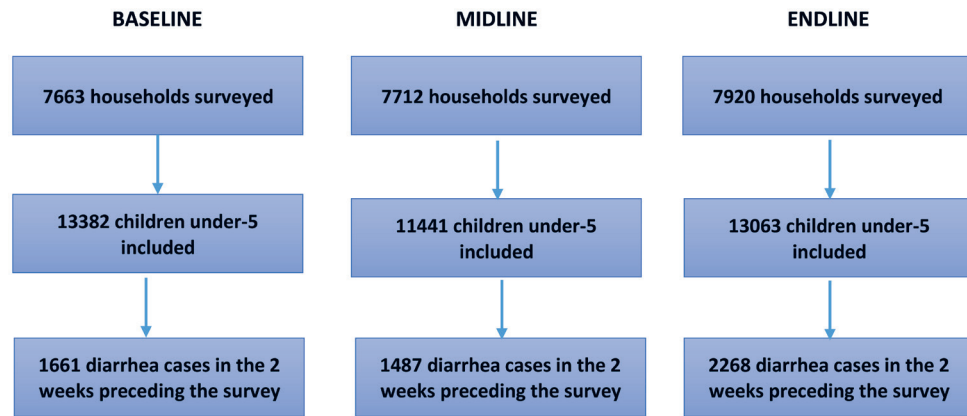 BASELINE
7663 households surveyed
13382 children under-5
included
1661 diarrhea cases in the 2
weeks preceding the survey
MIDLINE
7712 households surveyed
11441 children under-5
included
1487 diarrhea cases in the 2
weeks preceding the survey
ENDLINE
7920 households surveyed
13063 children under-5
included
2268 diarrhea cases in the 2
weeks preceding the survey